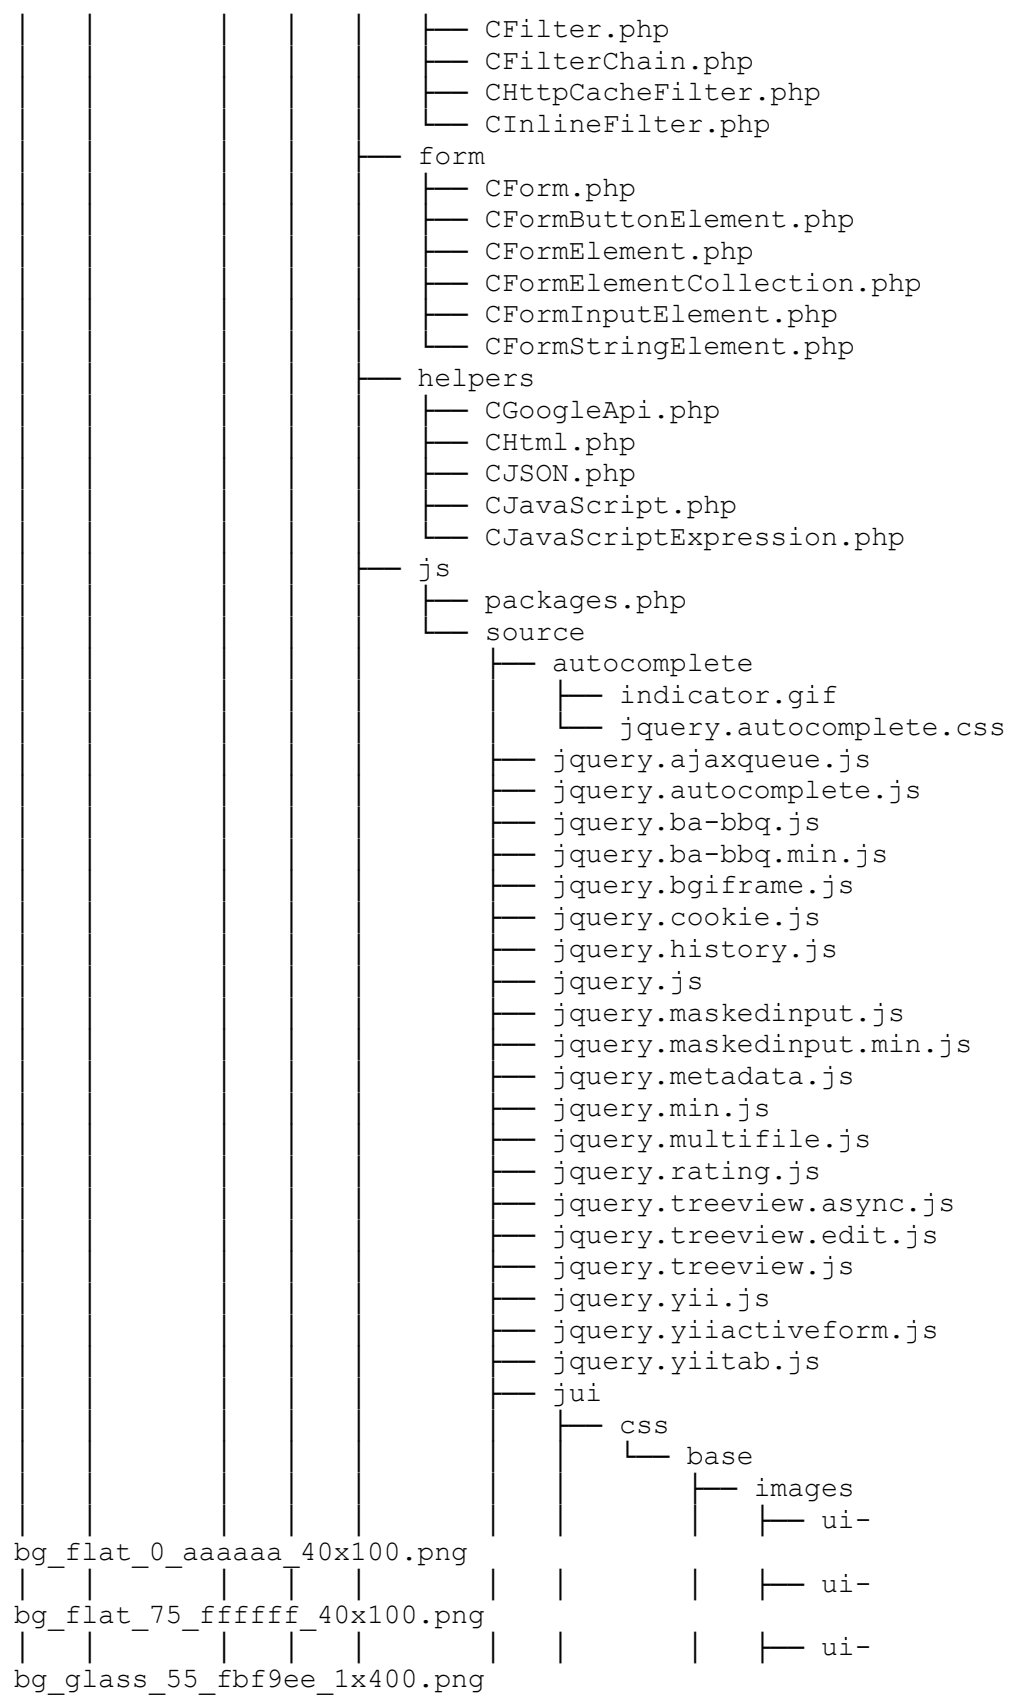 │   │       │   │   │   ├── CFilter.php
│   │       │   │   │   ├── CFilterChain.php
│   │       │   │   │   ├── CHttpCacheFilter.php
│   │       │   │   │   └── CInlineFilter.php
│   │       │   │   ├── form
│   │       │   │   │   ├── CForm.php
│   │       │   │   │   ├── CFormButtonElement.php
│   │       │   │   │   ├── CFormElement.php
│   │       │   │   │   ├── CFormElementCollection.php
│   │       │   │   │   ├── CFormInputElement.php
│   │       │   │   │   └── CFormStringElement.php
│   │       │   │   ├── helpers
│   │       │   │   │   ├── CGoogleApi.php
│   │       │   │   │   ├── CHtml.php
│   │       │   │   │   ├── CJSON.php
│   │       │   │   │   ├── CJavaScript.php
│   │       │   │   │   └── CJavaScriptExpression.php
│   │       │   │   ├── js
│   │       │   │   │   ├── packages.php
│   │       │   │   │   └── source
│   │       │   │   │       ├── autocomplete
│   │       │   │   │       │   ├── indicator.gif
│   │       │   │   │       │   └── jquery.autocomplete.css
│   │       │   │   │       ├── jquery.ajaxqueue.js
│   │       │   │   │       ├── jquery.autocomplete.js
│   │       │   │   │       ├── jquery.ba-bbq.js
│   │       │   │   │       ├── jquery.ba-bbq.min.js
│   │       │   │   │       ├── jquery.bgiframe.js
│   │       │   │   │       ├── jquery.cookie.js
│   │       │   │   │       ├── jquery.history.js
│   │       │   │   │       ├── jquery.js
│   │       │   │   │       ├── jquery.maskedinput.js
│   │       │   │   │       ├── jquery.maskedinput.min.js
│   │       │   │   │       ├── jquery.metadata.js
│   │       │   │   │       ├── jquery.min.js
│   │       │   │   │       ├── jquery.multifile.js
│   │       │   │   │       ├── jquery.rating.js
│   │       │   │   │       ├── jquery.treeview.async.js
│   │       │   │   │       ├── jquery.treeview.edit.js
│   │       │   │   │       ├── jquery.treeview.js
│   │       │   │   │       ├── jquery.yii.js
│   │       │   │   │       ├── jquery.yiiactiveform.js
│   │       │   │   │       ├── jquery.yiitab.js
│   │       │   │   │       ├── jui
│   │       │   │   │       │   ├── css
│   │       │   │   │       │   │   └── base
│   │       │   │   │       │   │       ├── images
│   │       │   │   │       │   │       │   ├── ui-
bg_flat_0_aaaaaa_40x100.png
│   │       │   │   │       │   │       │   ├── ui-
bg_flat_75_ffffff_40x100.png
│   │       │   │   │       │   │       │   ├── ui-
bg_glass_55_fbf9ee_1x400.png